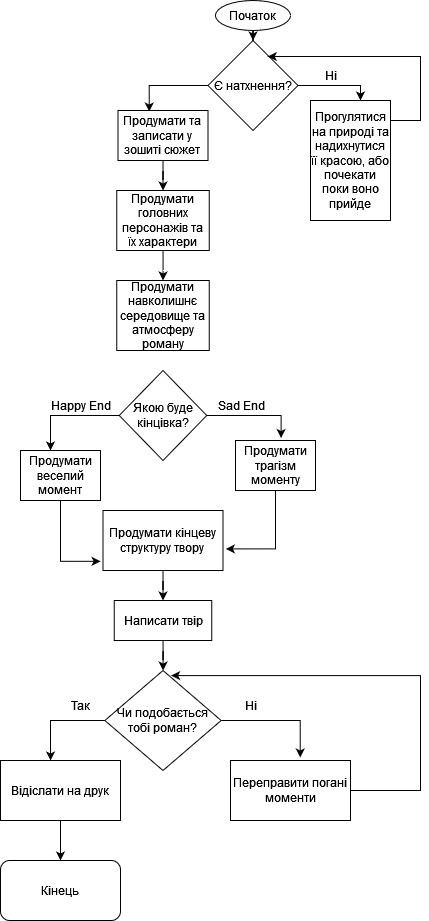 Початок
Є натхнення?
Ні
Прогулятися
на природі та
надихнутися
її красою, або
почекати
поки воно
прийде
Продумати та
записати у
зошиті сюжет
Продумати
головних
персонажів та
їх характери
Продумати
навколишнє
середовище та
атмосферу
роману
Якою буде
кінцівка?
Happy End
Sad End
Продумати
веселий
момент
Продумати
трагізм
моменту
Продумати кінцеву
структуру твору
Написати твір
Чи подобається
тобі роман?
Так
Ні
Відіслати на друк
Переправити погані
моменти
Кінець